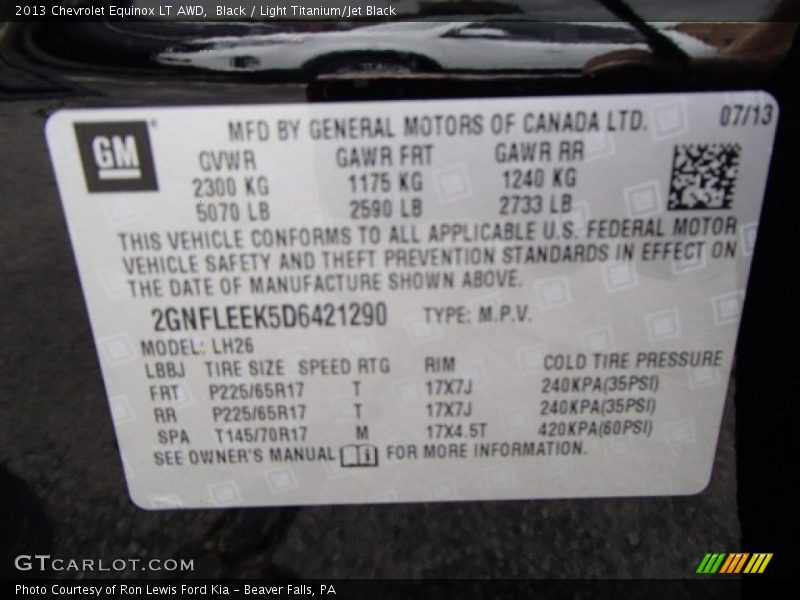 2013 Chevrolet Equinox LT AWD,  Black / Light Titanium/Jet Black
GM
MFD BY GENERAL MOTORS OF CANADA LTD. 07/13
GVWR GAWR FRT GAWR RR
2300 KG 1175 KG 1240 KG
5070 LB 2590 LB 2733 LB
THIS VEHICLE CONFORMS TO ALL APPLICABLE U.S. FEDERAL MOTOR
VEHICLE SAFETY AND THEFT PREVENTION STANDARDS IN EFFECT ON
THE DATE OF MANUFACTURE SHOWN ABOVE.
2GNFLEEK5D6421290 TYPE: M.P.V.
MODEL: LH26
LBBJ TIRE SIZE SPEED RTG RIM COLD TIRE PRESSURE
FRT P225/65R17 T 17X7J 240KPA(35PSI)
RR P225/65R17 T 17X7J 240KPA(35PSI)
SPA T145/70R17 M 17X4.5T 420KPA(60PSI)
SEE OWNER'S MANUAL FOR MORE INFORMATION.
GTCARLOT.COM
Photo Courtesy of Ron Lewis Ford Kia - Beaver Falls, PA